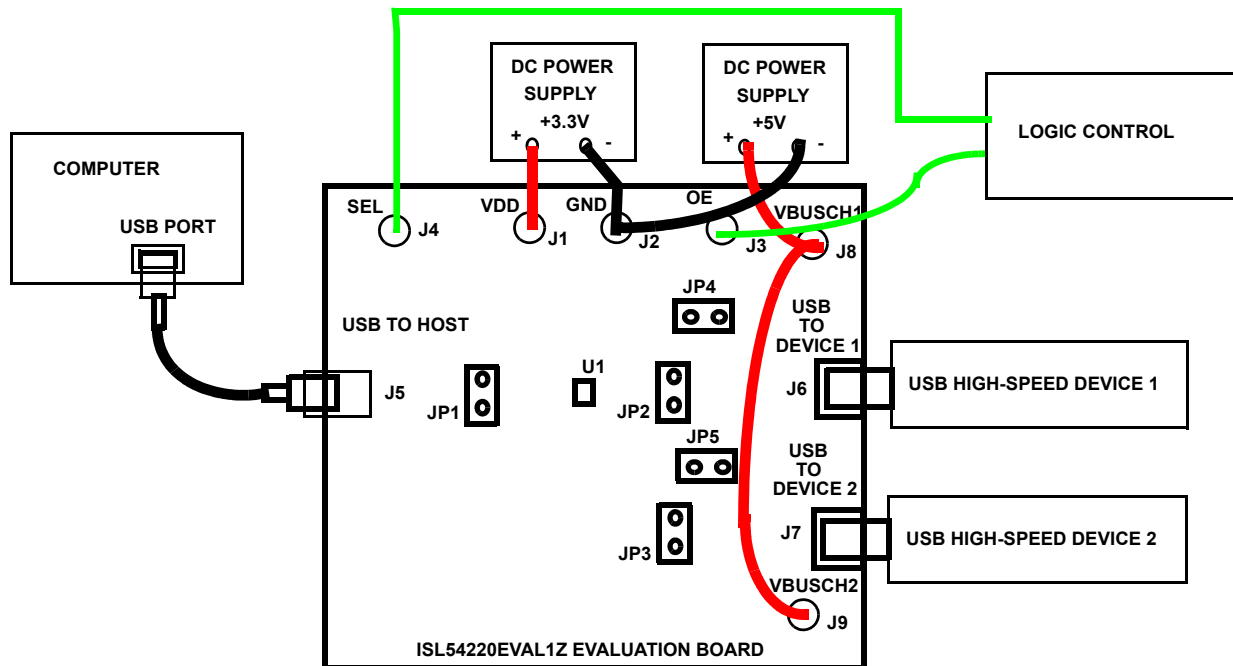 DC POWER
SUPPLY
+3.3V
+
-
DC POWER
SUPPLY
+5V
+
-
LOGIC CONTROL
COMPUTER
USB PORT
SEL
J4
VDD
J1
GND
J2
OE
J3
VBUSCH1
J8
JP4
USB TO HOST
USB
TO
DEVICE 1
J5
JP1
U1
JP2
J6
USB HIGH-SPEED DEVICE 1
JP5
USB
TO
DEVICE 2
JP3
J7
USB HIGH-SPEED DEVICE 2
VBUSCH2
J9
ISL54220EVAL1Z EVALUATION BOARD